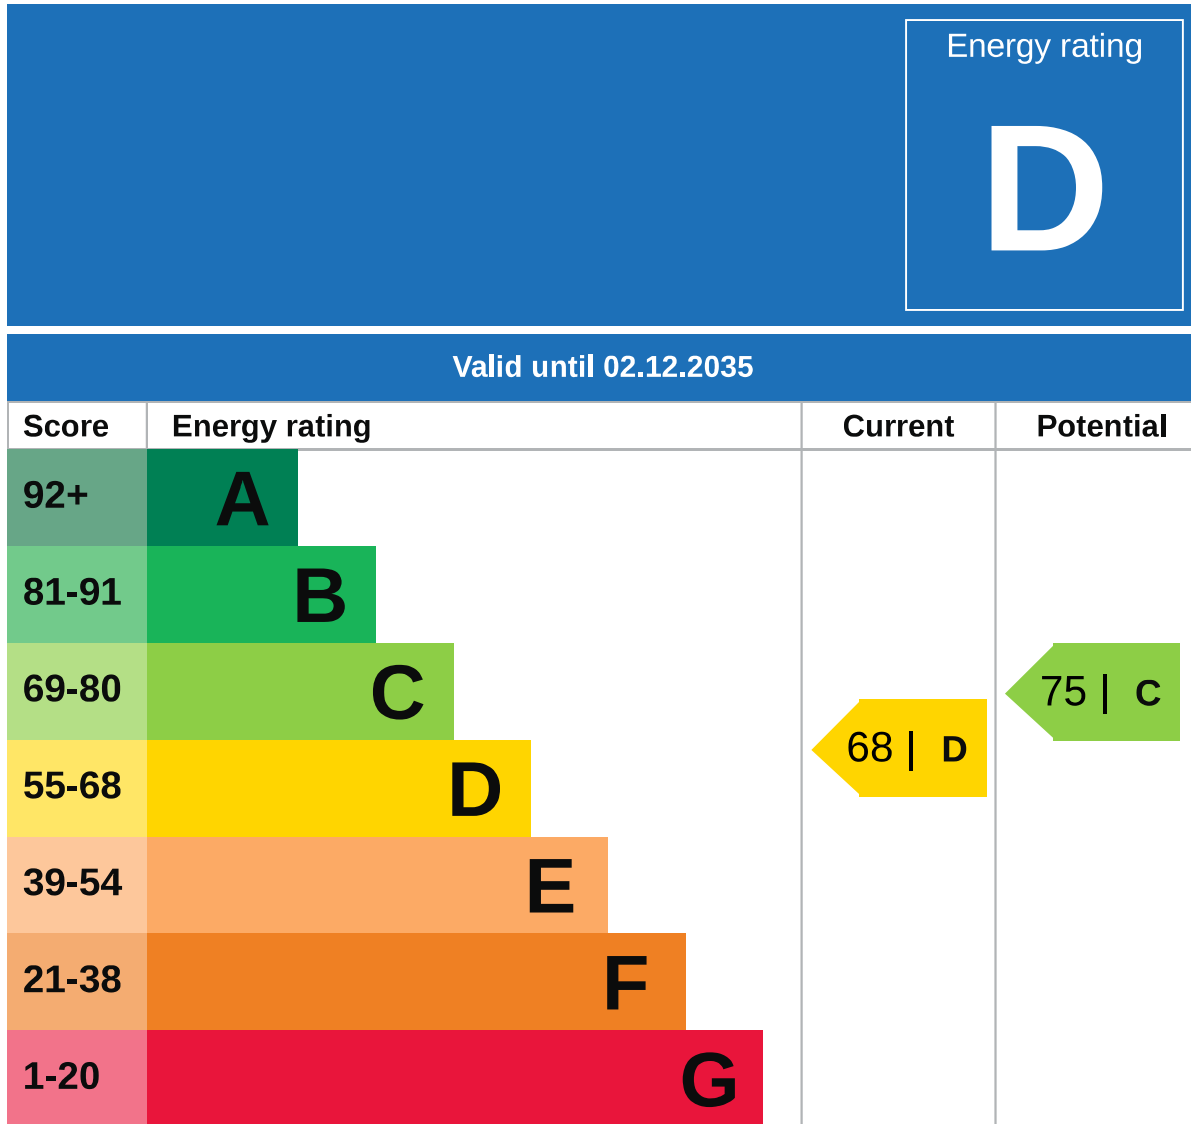 Energy rating
D
Valid until 02.12.2035
Score Energy rating Current Potential
92+ A
81-91 B
69-80 C
75 | C
68 | D
55-68 D
39-54 E
21-38 F
1-20 G